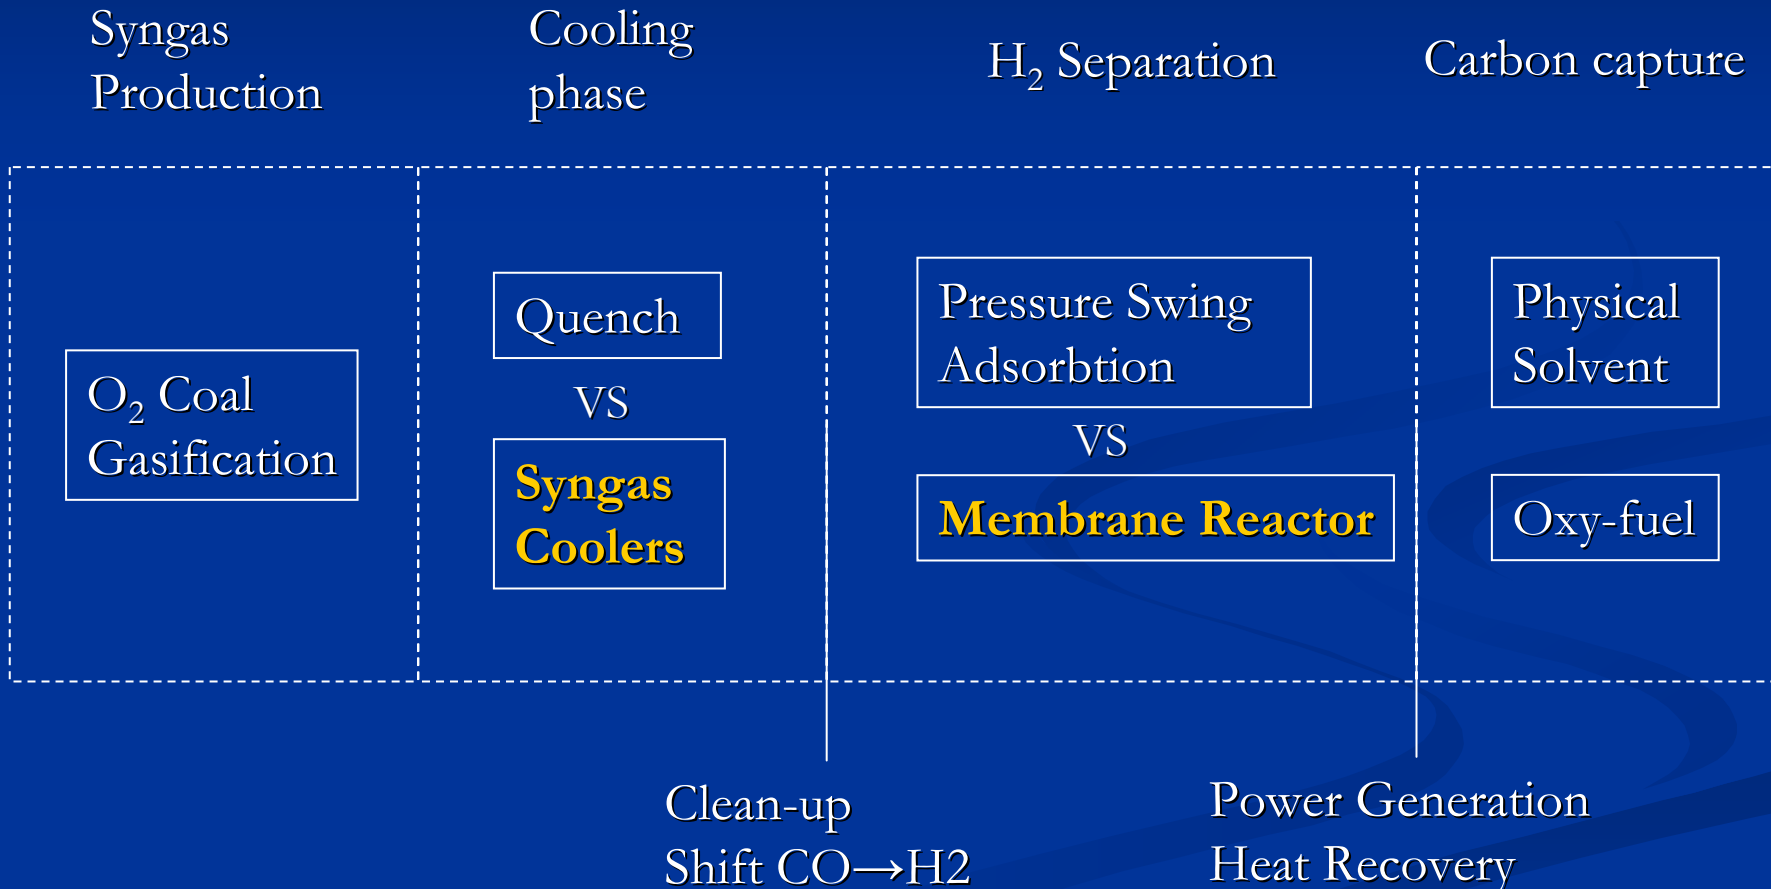 Syngas
Production
Cooling
phase
H₂ Separation
Carbon capture
O₂ Coal
Gasification
Quench
VS
Syngas
Coolers
Pressure Swing
Adsorbtion
VS
Membrane Reactor
Physical
Solvent
Oxy-fuel
Clean-up
Shift CO→H2
Power Generation
Heat Recovery